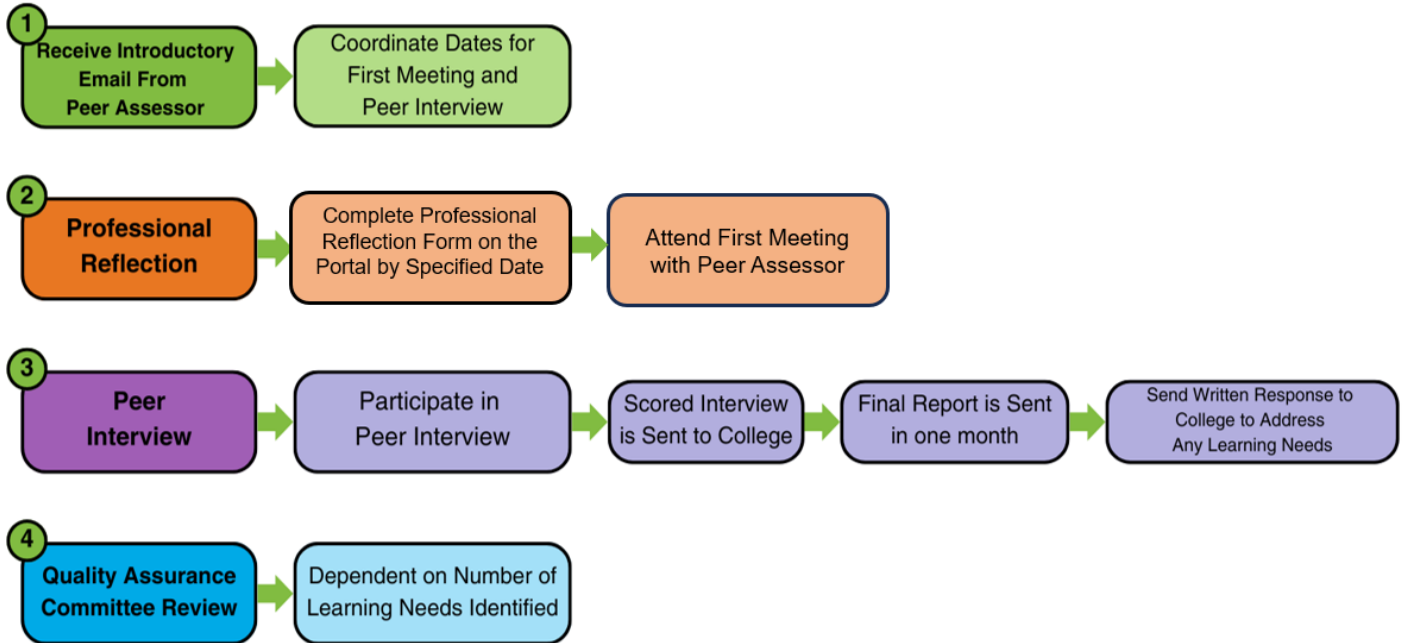 1
Receive Introductory
Email From
Peer Assessor
Coordinate Dates for
First Meeting and
Peer Interview
2
Professional
Reflection
Complete Professional
Reflection Form on the
Portal by Specified Date
Attend First Meeting
with Peer Assessor
3
Peer
Interview
Participate in
Peer Interview
Scored Interview
is Sent to College
Final Report is Sent
in one month
Send Written Response to
College to Address
Any Learning Needs
4
Quality Assurance
Committee Review
Dependent on Number of
Learning Needs Identified